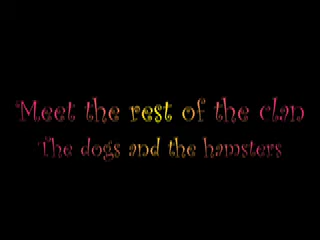 Meet the rest of the clan
The dogs and the hamsters